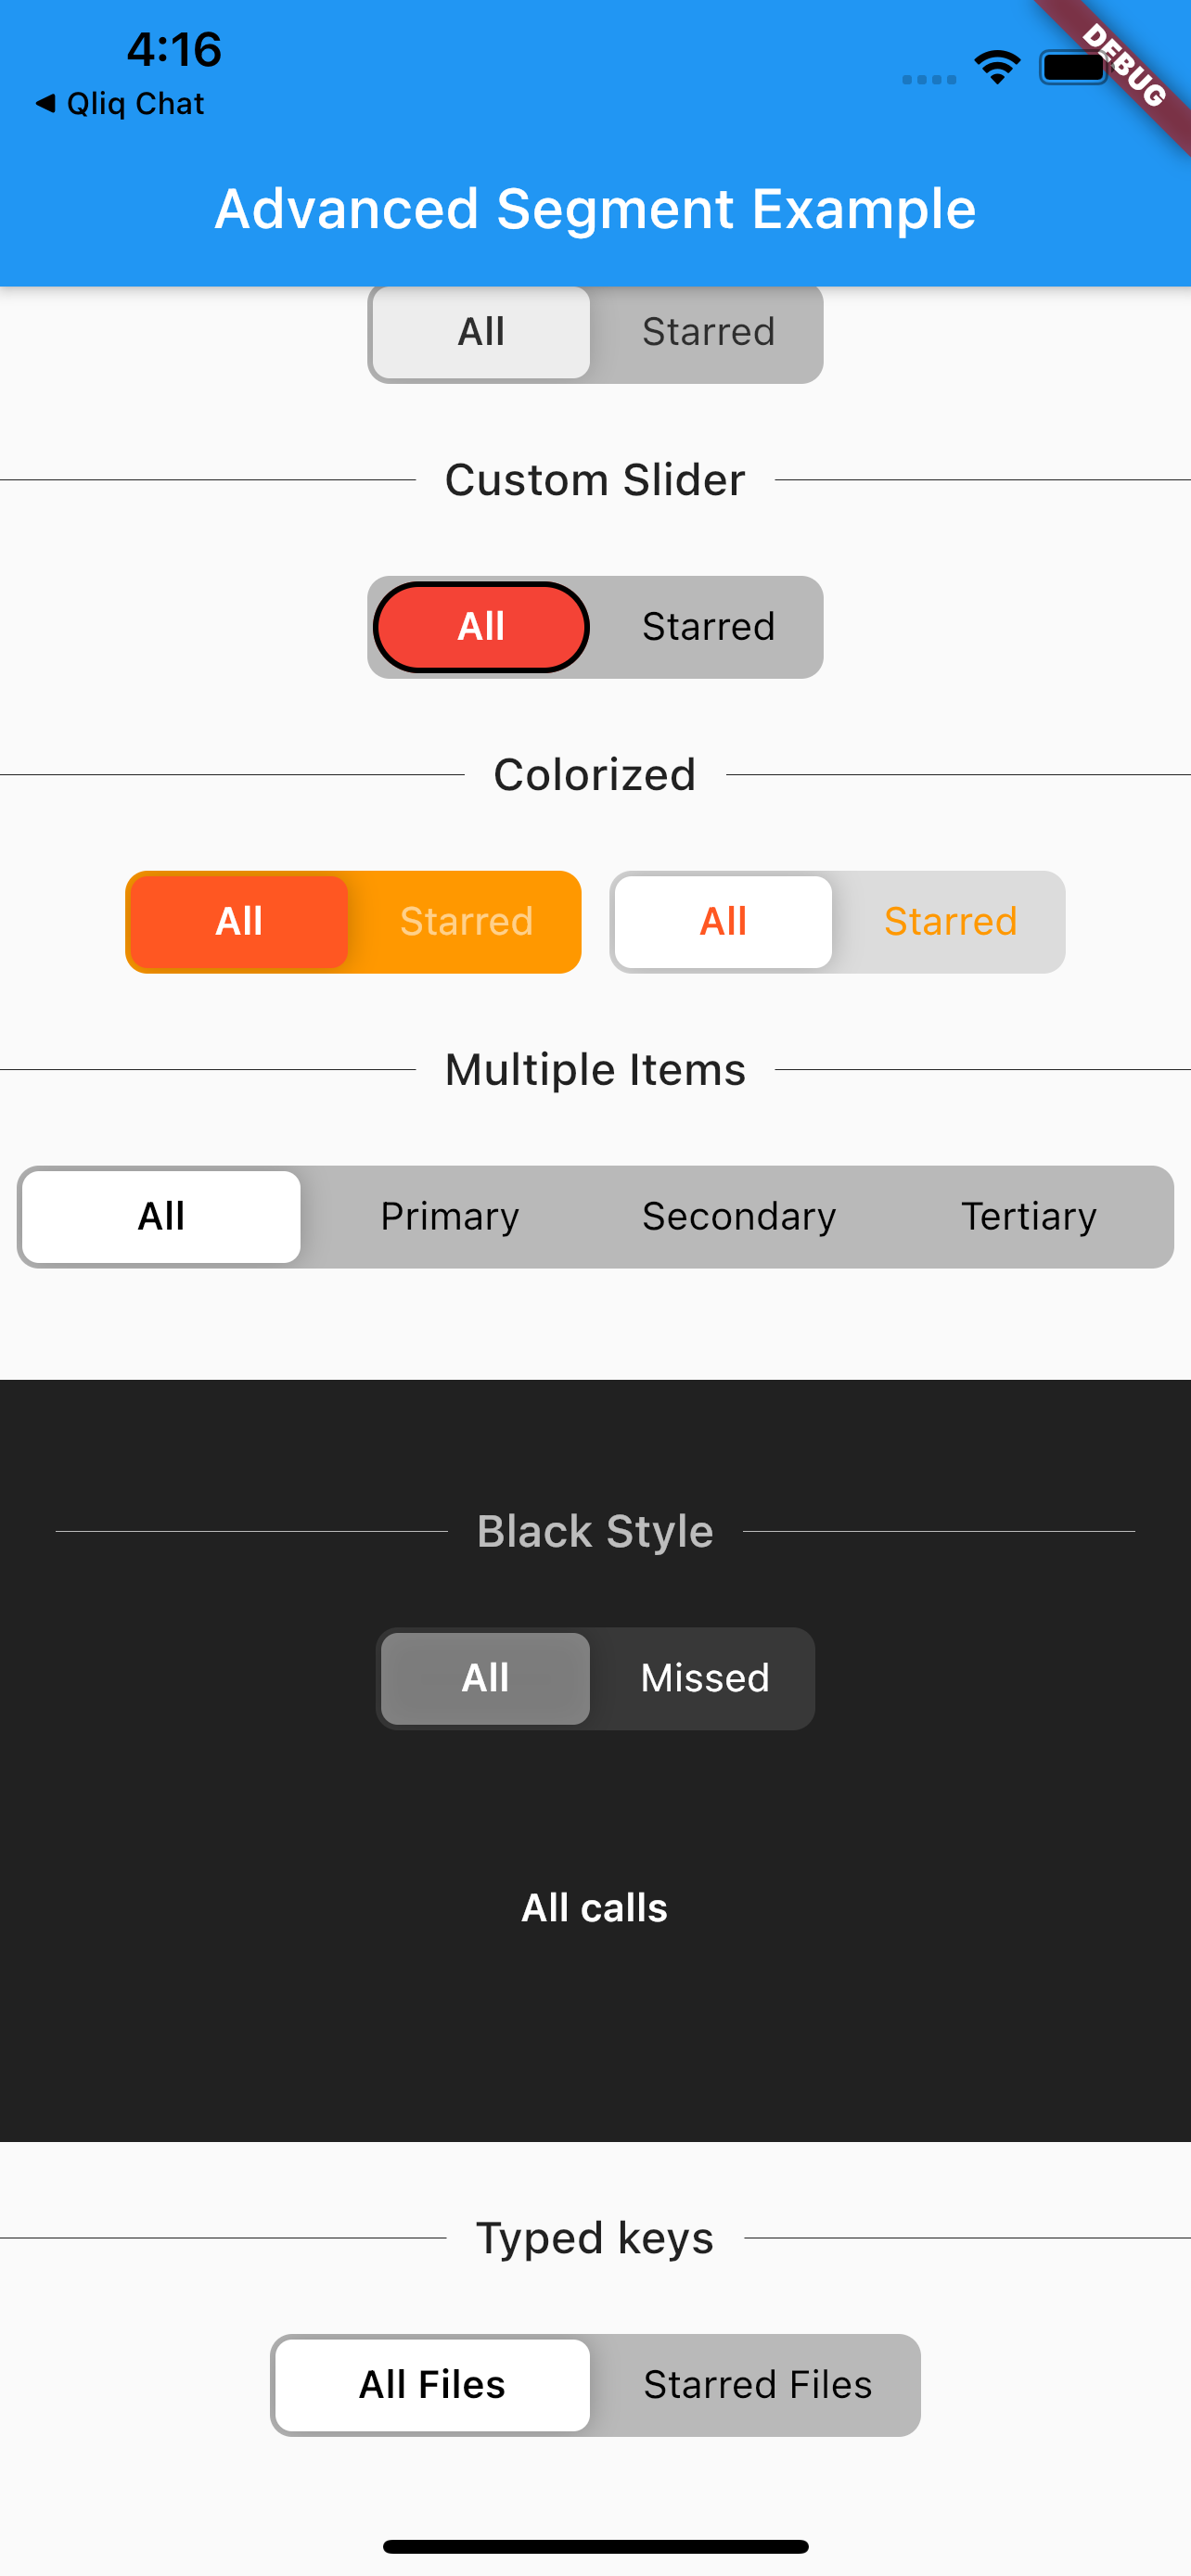 4:16
◀ Qliq Chat
DEBUG
Advanced Segment Example
All Starred
Custom Slider
All Starred
Colorized
All Starred All Starred
Multiple Items
All Primary Secondary Tertiary
Black Style
All Missed
All calls
Typed keys
All Files Starred Files